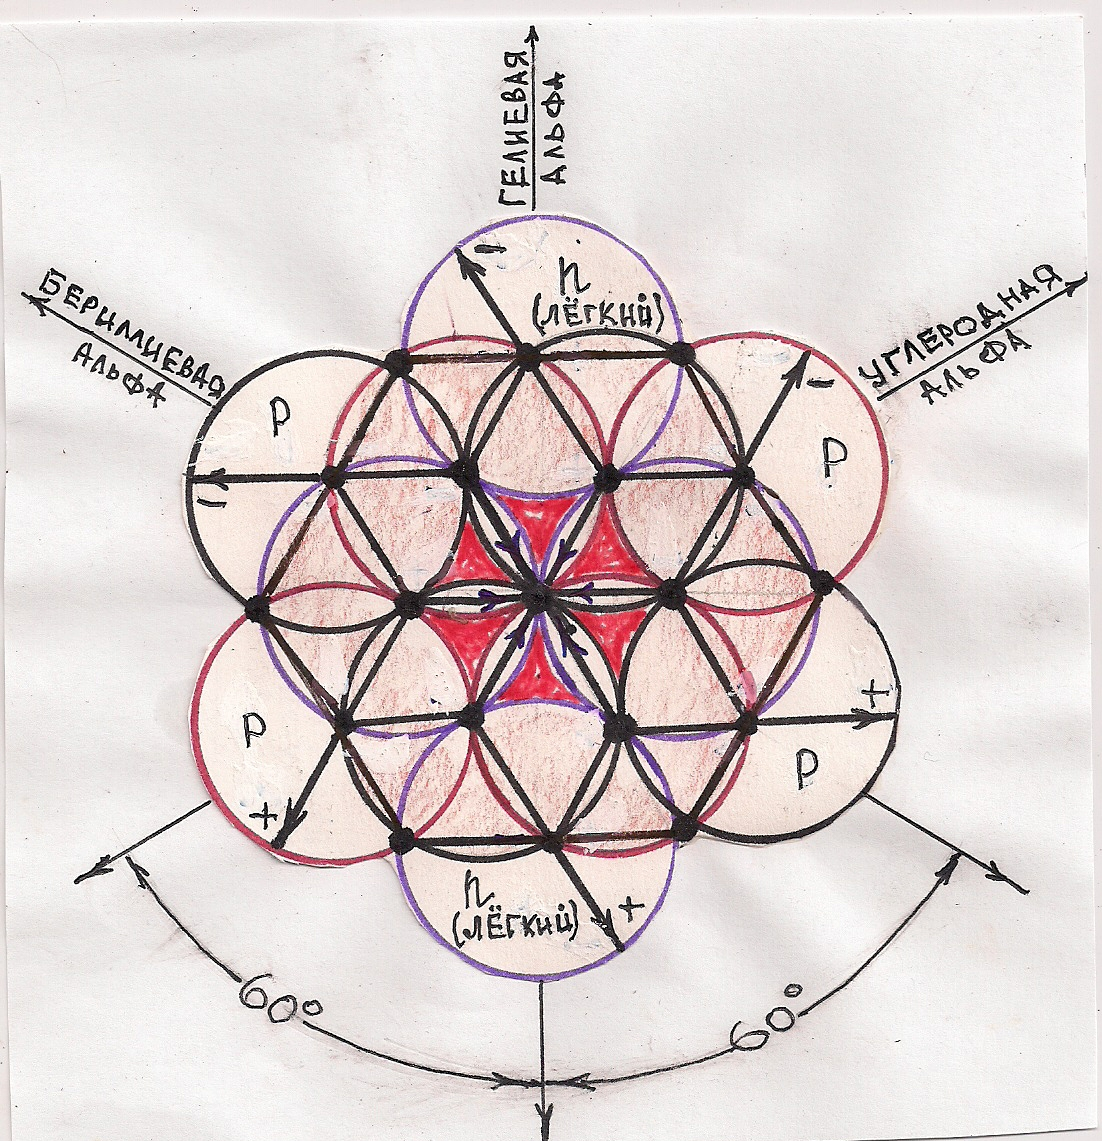 ГЕЛИЕВАЯ
АЛЬФА
БЕРИЛЛИЕВАЯ
АЛЬФА
УГЛЕРОДНАЯ
АЛЬФА
-
n
(ЛЁГКИЙ)
P
-
-
P
P
+
+
P
n
(ЛЁГКИЙ)
+
60°
60°